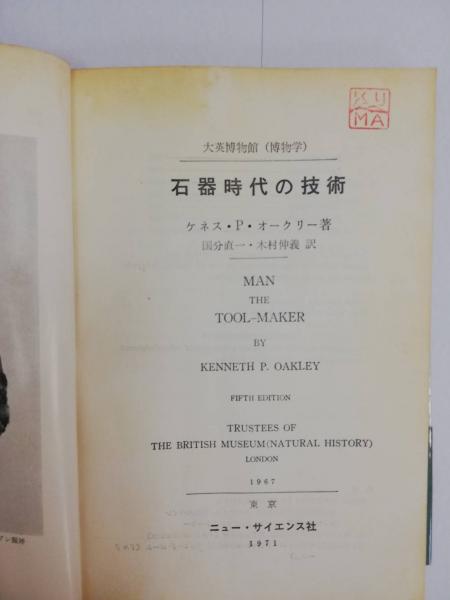 MA
大英博物館（博物学）
石器時代の技術
ケネス・P・オークリー著
国分直一・木村伸義 訳
MAN
THE
TOOL-MAKER
BY
KENNETH P. OAKLEY
FIFTH EDITION
TRUSTEES OF
THE BRITISH MUSEUM(NATURAL HISTORY)
LONDON
1967
東京
ニュー・サイエンス社
1971